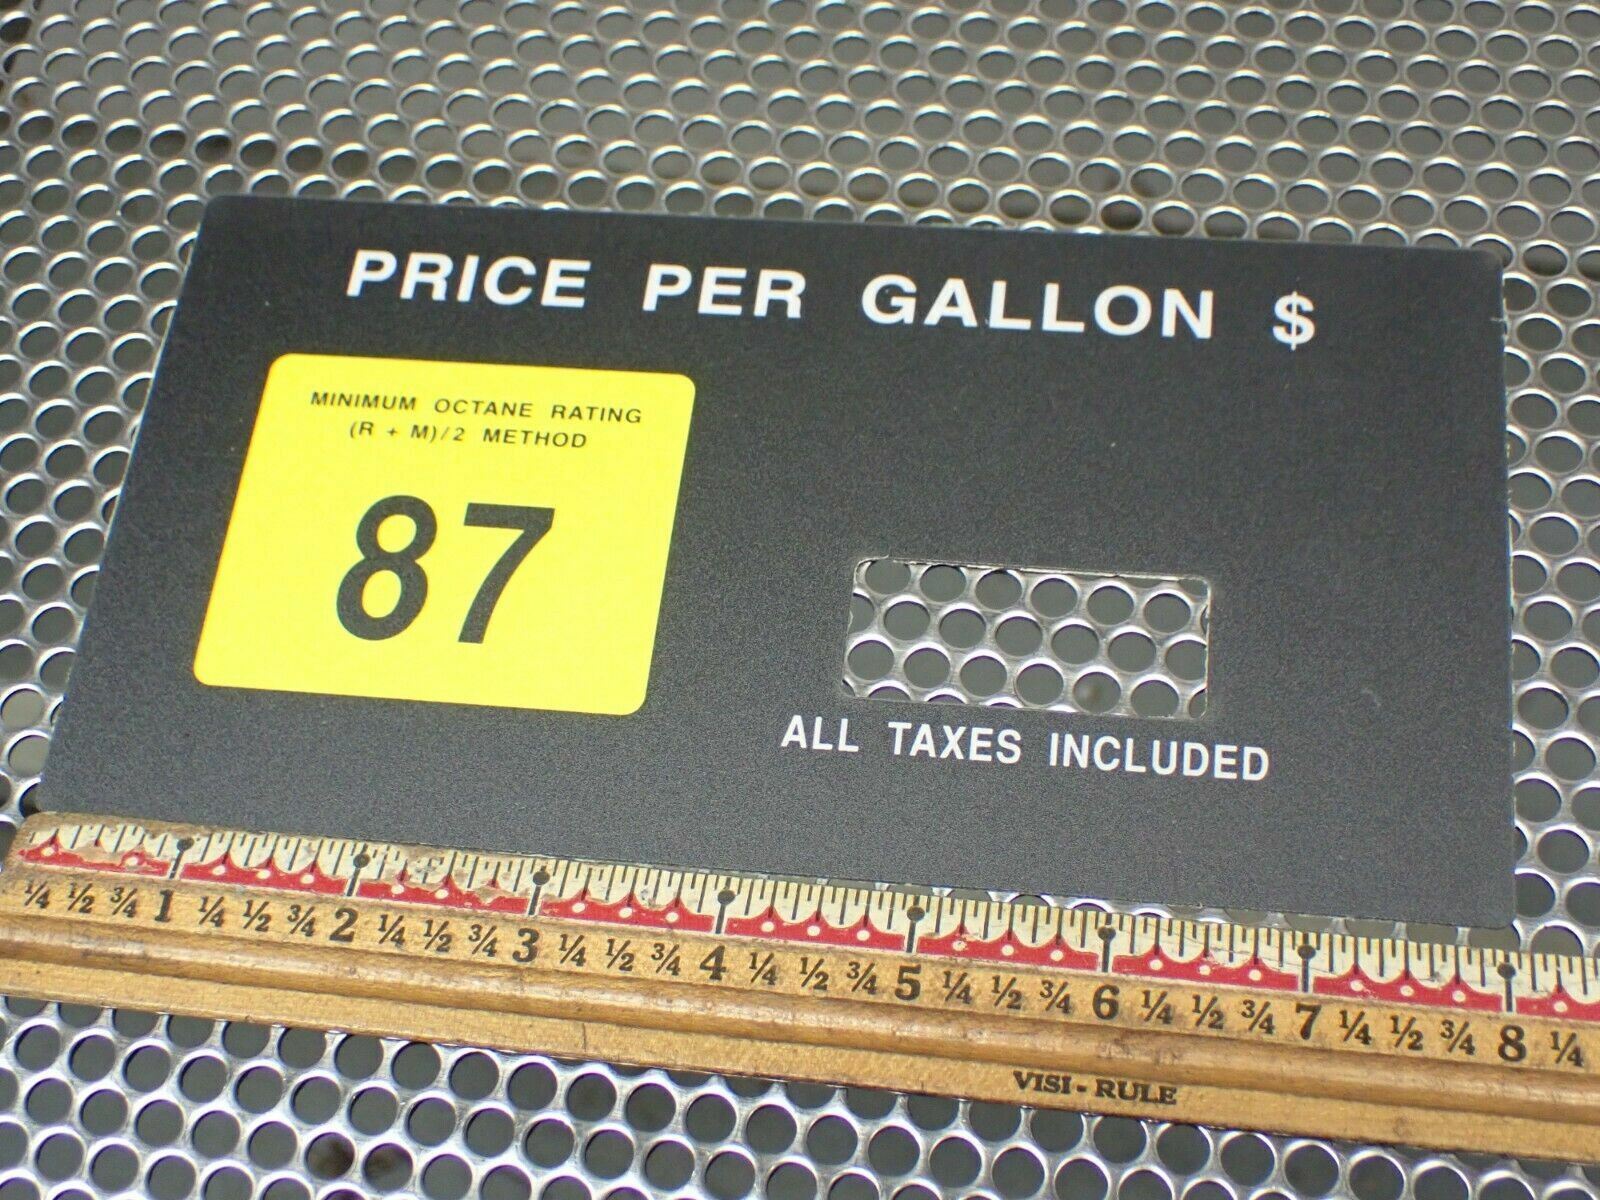 PRICE PER GALLON $
MINIMUM OCTANE RATING
(R + M)/2 METHOD
87
ALL TAXES INCLUDED
¼ ½ ¾ 1 ¼ ½ ¾ 2 ¼ ½ ¾ 3 ¼ ½ ¾ 4 ¼ ½ ¾ 5 ¼ ½ ¾ 6 ¼ ½ ¾ 7 ¼ ½ ¾ 8 ¼
VISI-RULE